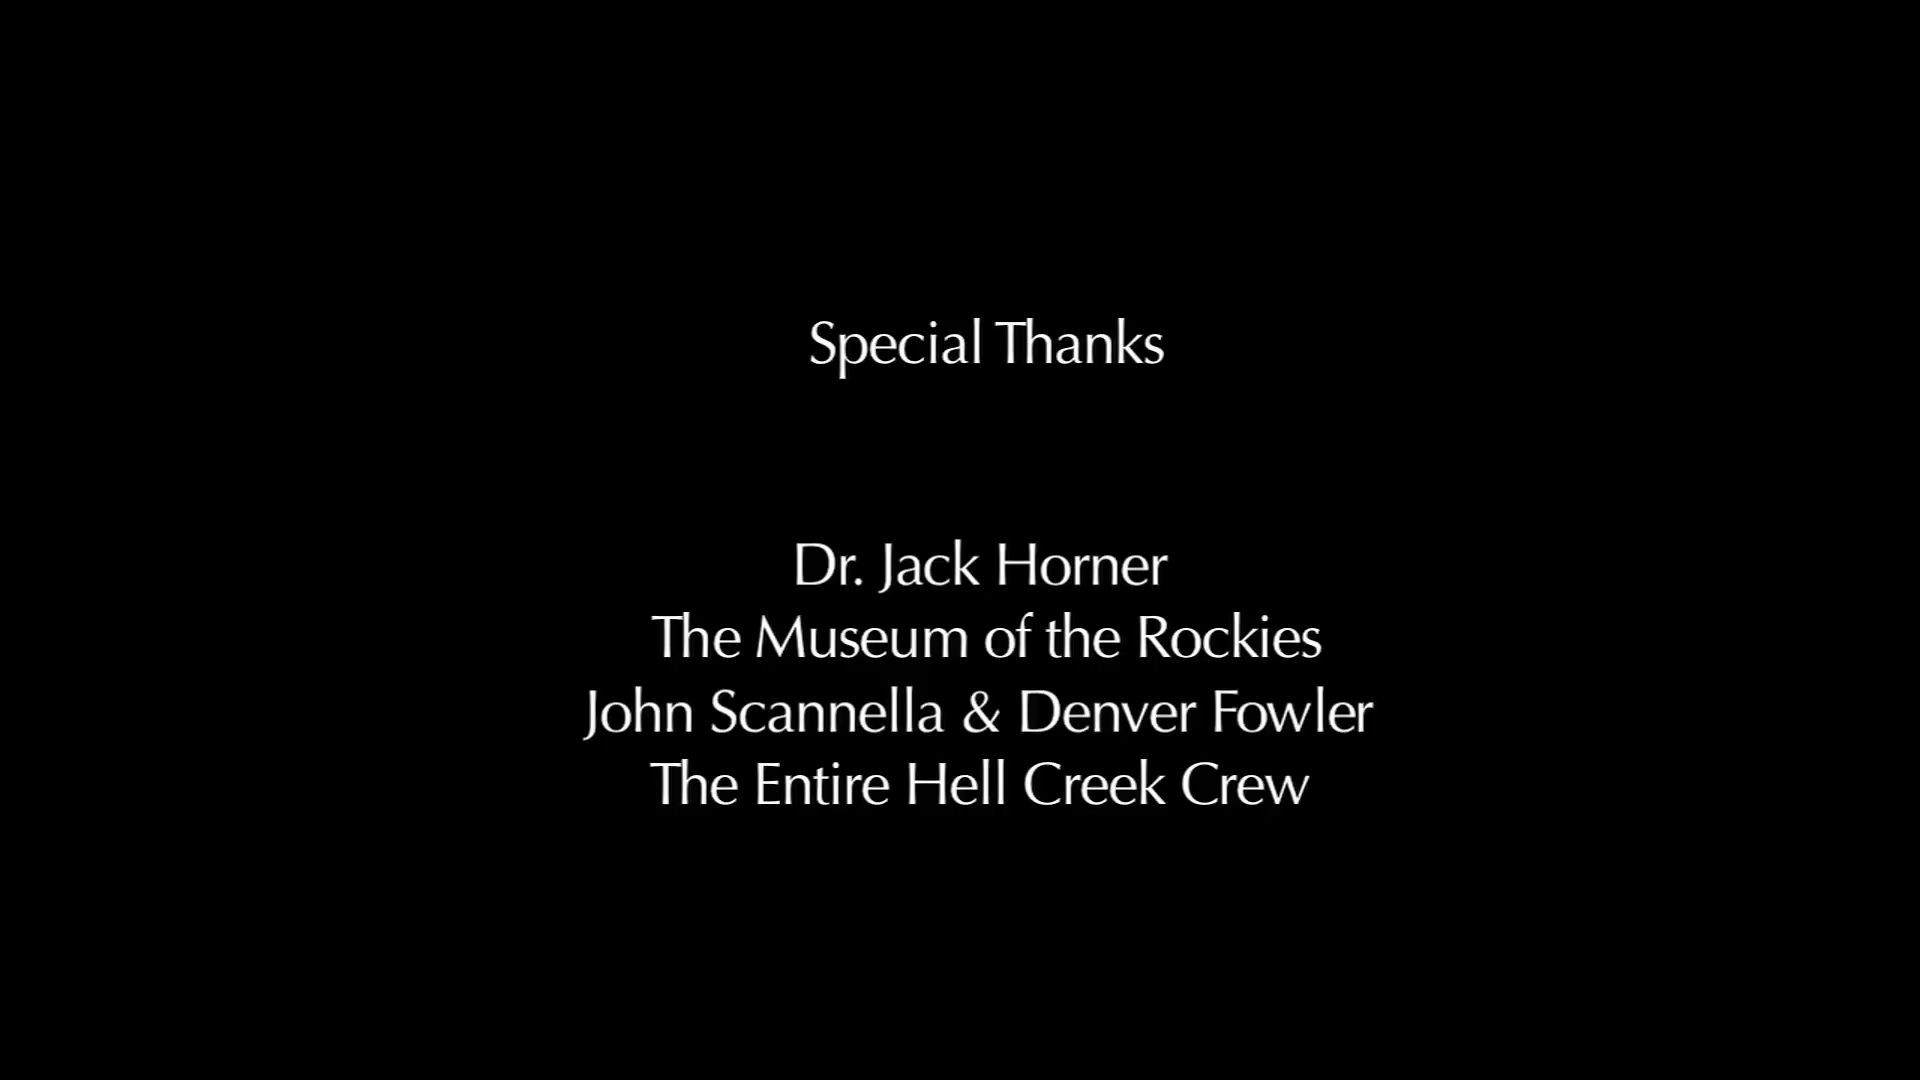 Special Thanks
Dr. Jack Horner
The Museum of the Rockies
John Scannella & Denver Fowler
The Entire Hell Creek Crew